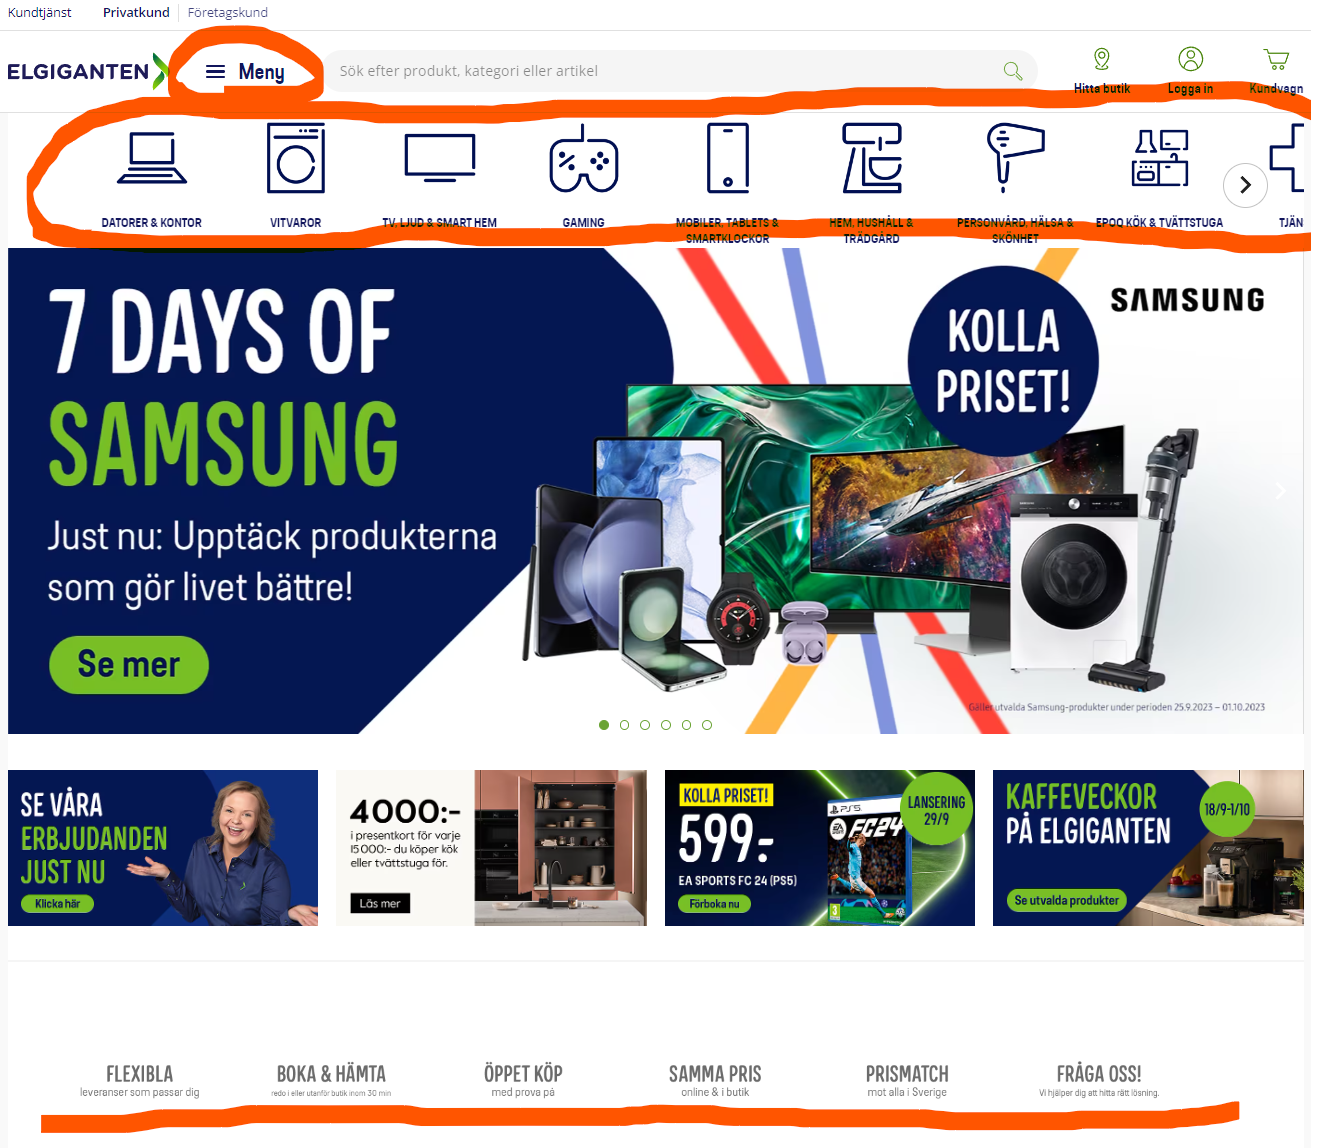 Kundtjänst Privatkund Företagskund
ELGIGANTEN Meny Sök efter produkt, kategori eller artikel Hitta butik Logga in Kundvagn
DATORER & KONTOR
VITVAROR
TV, LJUD & SMART HEM
GAMING
MOBILER, TABLETS &
SMARTKLOCKOR
HEM, HUSHÅLL &
TRÄDGÅRD
PERSONVÅRD, HÄLSA &
SKÖNHET
EPOQ KÖK & TVÄTTSTUGA
TJÄN
7 DAYS OF
SAMSUNG
Just nu: Upptäck produkterna
som gör livet bättre!
Se mer
KOLLA
PRISET!
SAMSUNG
Gäller utvalda Samsung-produkter under perioden 25.9.2023 – 01.10.2023
SE VÅRA
ERBJUDANDEN
JUST NU
Klicka här
4000:-
i presentkort för varje
15000:- du köper kök
eller tvättstuga för.
Läs mer
KOLLA PRISET!
599:-
EA SPORTS FC 24 (PS5)
Förboka nu
LANSERING
29/9
PS5
EA
SPORTS
FC24
3
KAFFEVECKOR
PÅ ELGIGANTEN
18/9-1/10
Se utvalda produkter
FLEXIBLA
leveranser som passar dig
BOKA & HÄMTA
redo i eller utanför butik inom 30 min
ÖPPET KÖP
med prova på
SAMMA PRIS
online & i butik
PRISMATCH
mot alla i Sverige
FRÅGA OSS!
Vi hjälper dig att hitta rätt lösning.